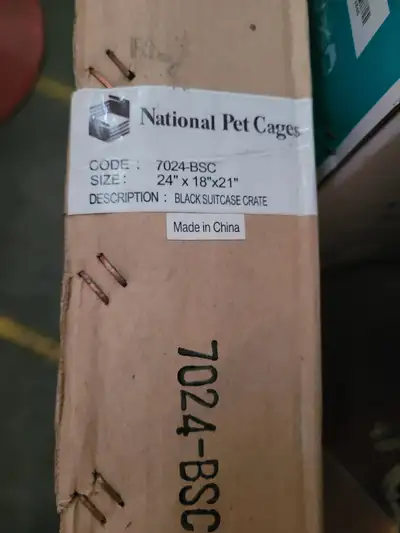 National Pet Cages
CODE : 7024-BSC
SIZE : 24" x 18"x21"
DESCRIPTION : BLACK SUITCASE CRATE
Made in China
7024-BSC